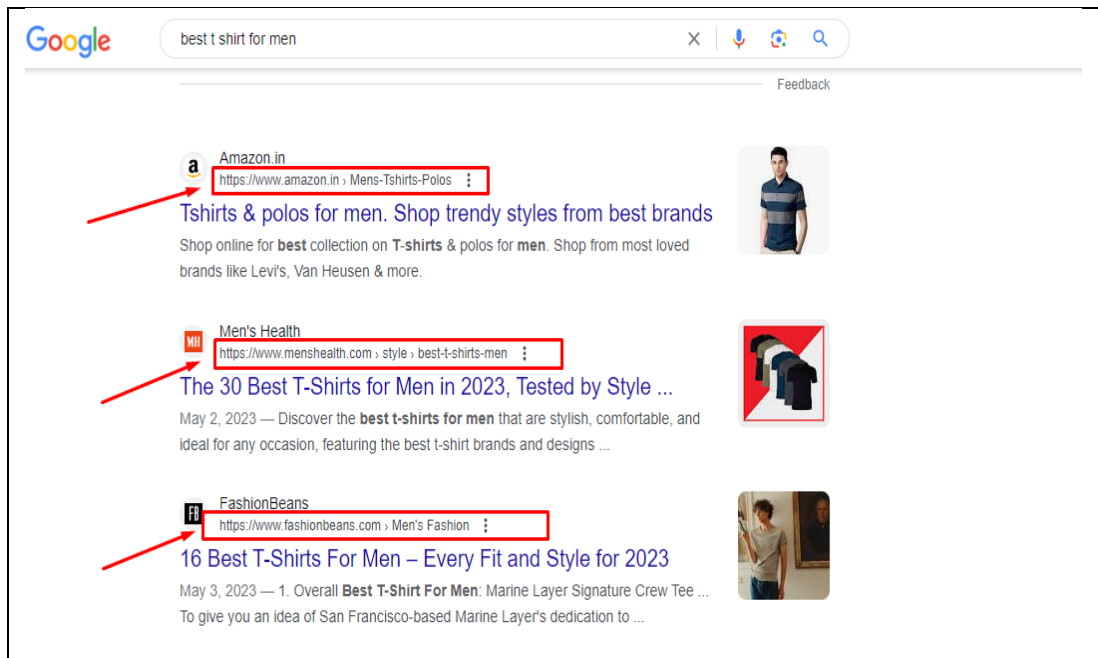 Google
best t shirt for men
Feedback
a
Amazon.in
https://www.amazon.in › Mens-Tshirts-Polos
Tshirts & polos for men. Shop trendy styles from best brands
Shop online for best collection on T-shirts & polos for men. Shop from most loved
brands like Levi's, Van Heusen & more.
MH
Men's Health
https://www.menshealth.com › style › best-t-shirts-men
The 30 Best T-Shirts for Men in 2023, Tested by Style ...
May 2, 2023 — Discover the best t-shirts for men that are stylish, comfortable, and
ideal for any occasion, featuring the best t-shirt brands and designs ...
FB
FashionBeans
https://www.fashionbeans.com › Men's Fashion
16 Best T-Shirts For Men – Every Fit and Style for 2023
May 3, 2023 — 1. Overall Best T-Shirt For Men: Marine Layer Signature Crew Tee ...
To give you an idea of San Francisco-based Marine Layer's dedication to ...